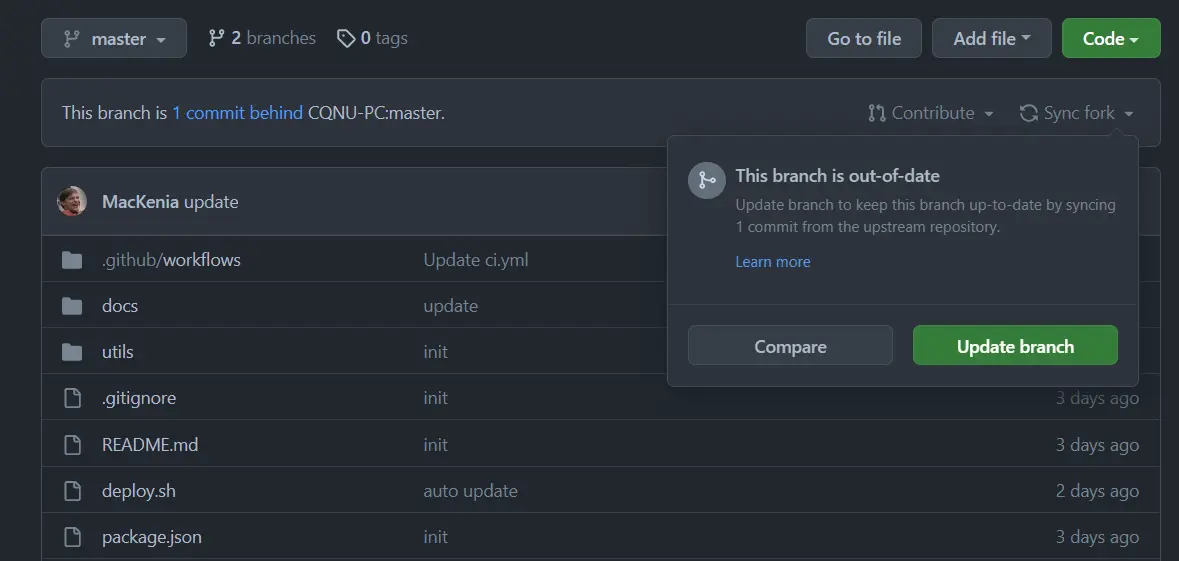 master 2 branches 0 tags Go to file Add file Code
This branch is 1 commit behind CQNU-PC:master. Contribute Sync fork
This branch is out-of-date
Update branch to keep this branch up-to-date by syncing
1 commit from the upstream repository.
Learn more
Compare Update branch
MacKenia update
.github/workflows Update ci.yml
docs update
utils init
.gitignore init 3 days ago
README.md init 3 days ago
deploy.sh auto update 2 days ago
package.json init 3 days ago